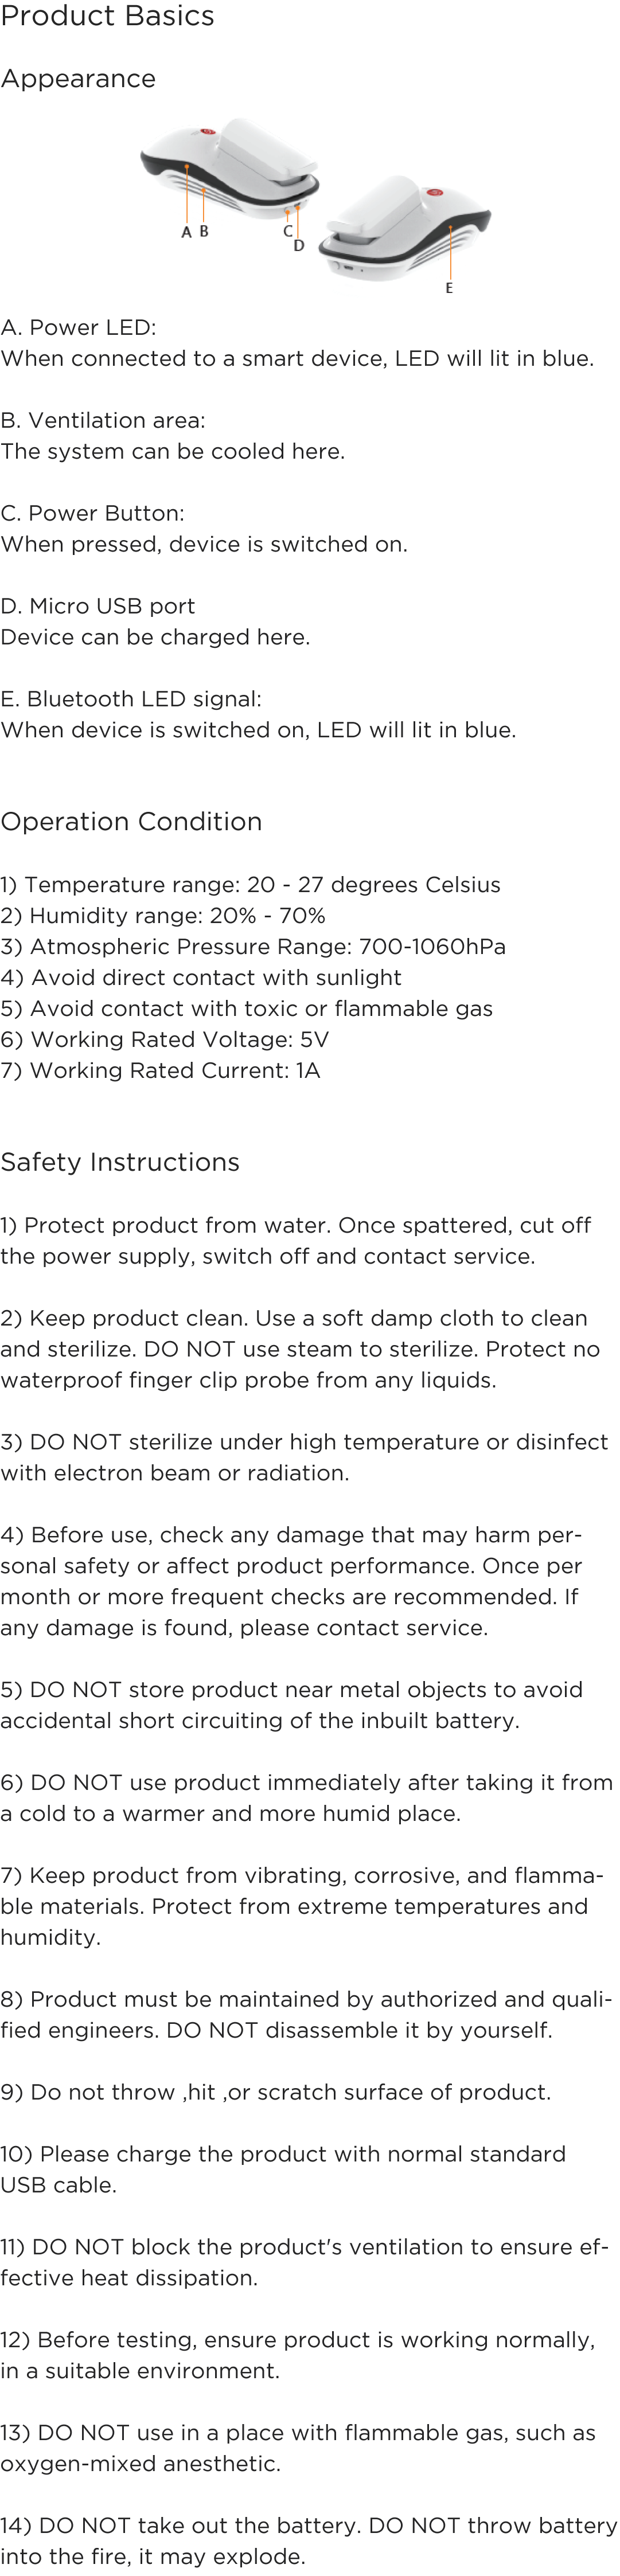 Product Basics
Appearance
A B
C
D
E
A. Power LED:
When connected to a smart device, LED will lit in blue.
B. Ventilation area:
The system can be cooled here.
C. Power Button:
When pressed, device is switched on.
D. Micro USB port
Device can be charged here.
E. Bluetooth LED signal:
When device is switched on, LED will lit in blue.
Operation Condition
1) Temperature range: 20 - 27 degrees Celsius
2) Humidity range: 20% - 70%
3) Atmospheric Pressure Range: 700-1060hPa
4) Avoid direct contact with sunlight
5) Avoid contact with toxic or flammable gas
6) Working Rated Voltage: 5V
7) Working Rated Current: 1A
Safety Instructions
1) Protect product from water. Once spattered, cut off
the power supply, switch off and contact service.
2) Keep product clean. Use a soft damp cloth to clean
and sterilize. DO NOT use steam to sterilize. Protect no
waterproof finger clip probe from any liquids.
3) DO NOT sterilize under high temperature or disinfect
with electron beam or radiation.
4) Before use, check any damage that may harm per-
sonal safety or affect product performance. Once per
month or more frequent checks are recommended. If
any damage is found, please contact service.
5) DO NOT store product near metal objects to avoid
accidental short circuiting of the inbuilt battery.
6) DO NOT use product immediately after taking it from
a cold to a warmer and more humid place.
7) Keep product from vibrating, corrosive, and flamma-
ble materials. Protect from extreme temperatures and
humidity.
8) Product must be maintained by authorized and quali-
fied engineers. DO NOT disassemble it by yourself.
9) Do not throw ,hit ,or scratch surface of product.
10) Please charge the product with normal standard
USB cable.
11) DO NOT block the product's ventilation to ensure ef-
fective heat dissipation.
12) Before testing, ensure product is working normally,
in a suitable environment.
13) DO NOT use in a place with flammable gas, such as
oxygen-mixed anesthetic.
14) DO NOT take out the battery. DO NOT throw battery
into the fire, it may explode.